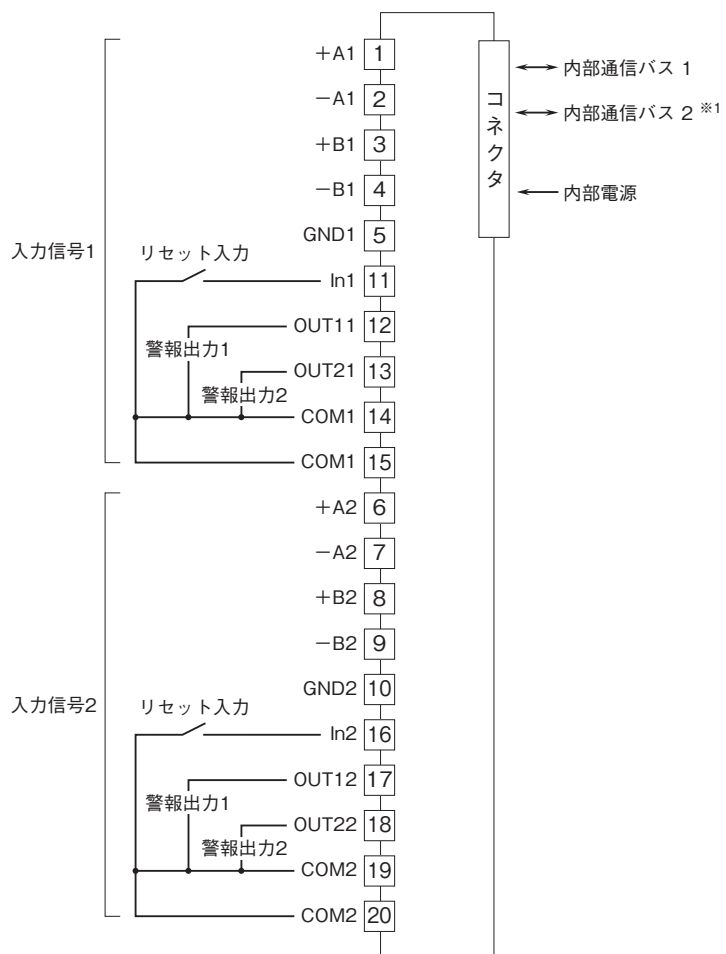 +A1 1
−A1 2
+B1 3
−B1 4
GND1 5
入力信号1
リセット入力
In1 11
OUT11 12
警報出力1
OUT21 13
警報出力2
COM1 14
COM1 15
+A2 6
−A2 7
+B2 8
−B2 9
GND2 10
入力信号2
リセット入力
In2 16
OUT12 17
警報出力1
OUT22 18
警報出力2
COM2 19
COM2 20
コネクタ
内部通信バス 1
内部通信バス 2 ※1
内部電源